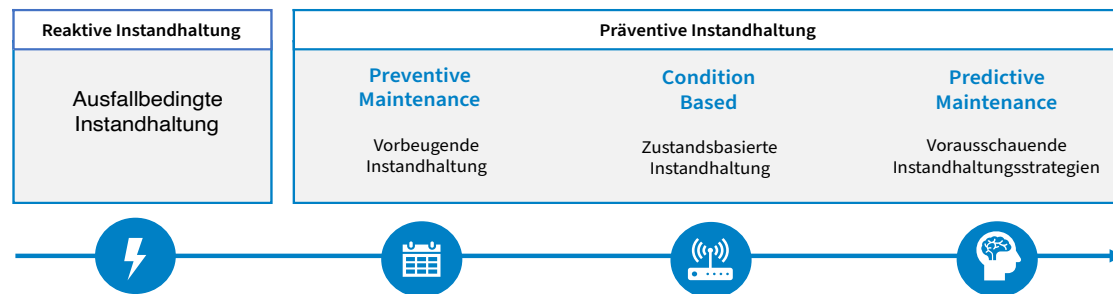 Reaktive Instandhaltung
Ausfallbedingte
Instandhaltung
Präventive Instandhaltung
Preventive
Maintenance
Vorbeugende
Instandhaltung
Condition
Based
Zustandsbasierte
Instandhaltung
Predictive
Maintenance
Vorausschauende
Instandhaltungsstrategien